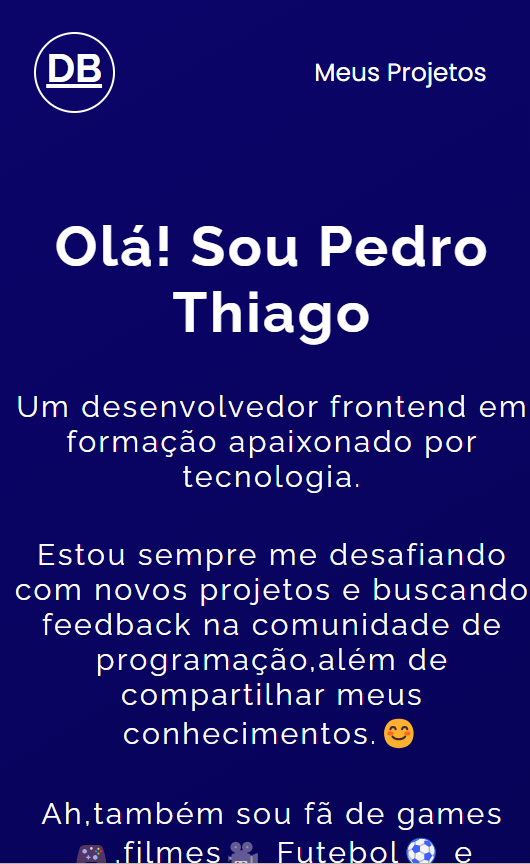 DB
Meus Projetos
Olá! Sou Pedro
Thiago
Um desenvolvedor frontend em
formação apaixonado por
tecnologia.
Estou sempre me desafiando
com novos projetos e buscando
feedback na comunidade de
programação,além de
compartilhar meus
conhecimentos.😊
Ah,também sou fã de games
🎮,filmes🎥 Futebol⚽ e